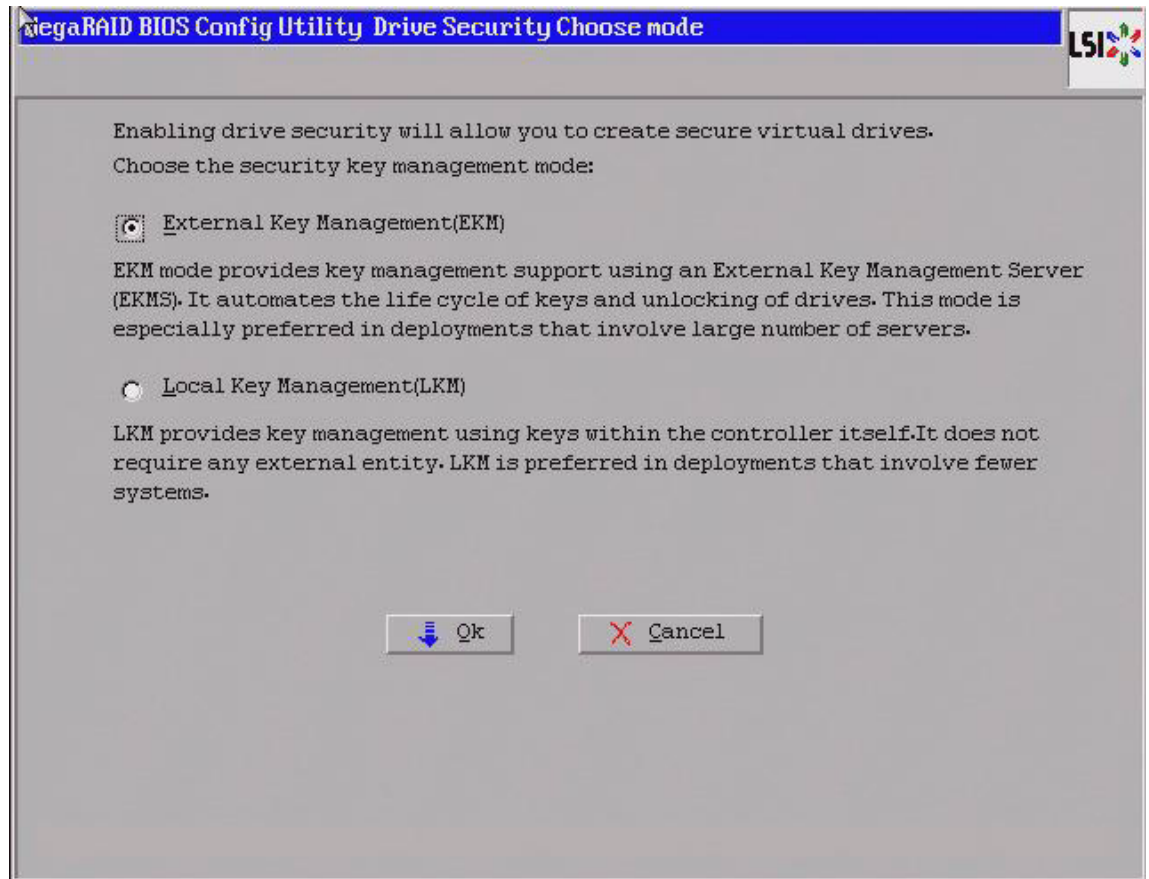 MegaRAID BIOS Config Utility Drive Security Choose mode
LSI
Enabling drive security will allow you to create secure virtual drives.
Choose the security key management mode:
External Key Management(EKM)
EKM mode provides key management support using an External Key Management Server
(EKMS). It automates the life cycle of keys and unlocking of drives. This mode is
especially preferred in deployments that involve large number of servers.
Local Key Management(LKM)
LKM provides key management using keys within the controller itself.It does not
require any external entity. LKM is preferred in deployments that involve fewer
systems.
Ok
Cancel